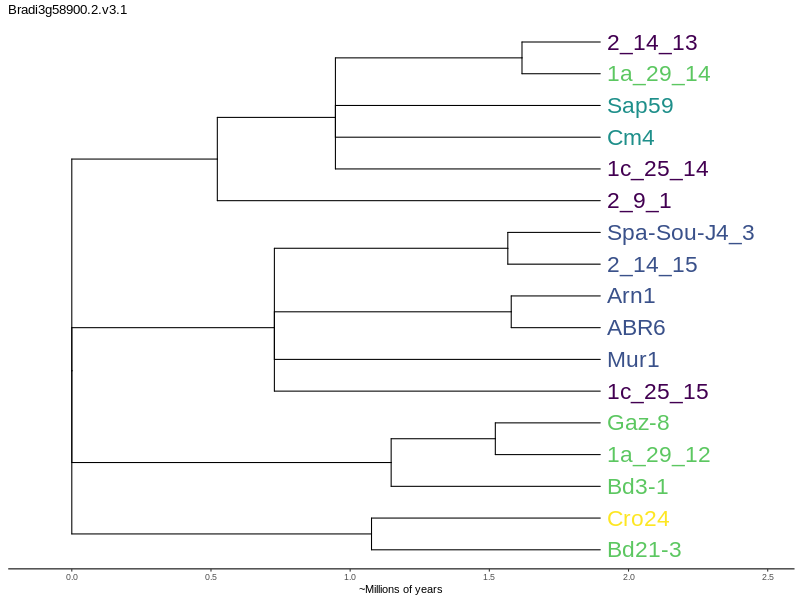 Bradi3g58900.2.v3.1
2_14_13
1a_29_14
Sap59
Cm4
1c_25_14
2_9_1
Spa-Sou-J4_3
2_14_15
Arn1
ABR6
Mur1
1c_25_15
Gaz-8
1a_29_12
Bd3-1
Cro24
Bd21-3
0.0 0.5 1.0 1.5 2.0 2.5
~Millions of years